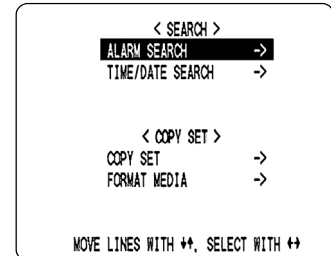 < SEARCH >
ALARM SEARCH ->
TIME/DATE SEARCH ->
< COPY SET >
COPY SET ->
FORMAT MEDIA ->
MOVE LINES WITH ↓↑, SELECT WITH ←→